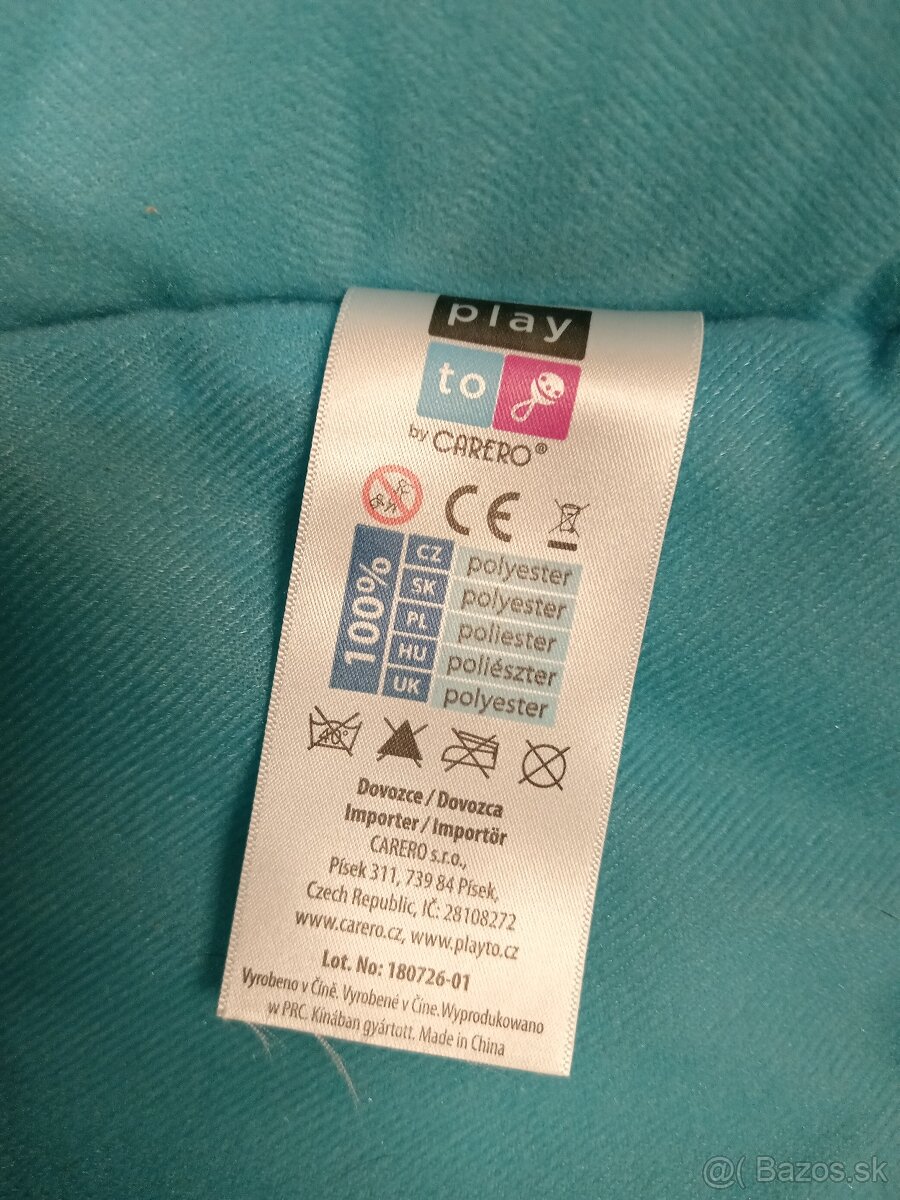 play
to
by CARERO®
CE
100%
CZ polyester
SK polyester
PL poliester
HU poliészter
UK polyester
40°
Dovozce / Dovozca
Importer / Importör
CARERO s.r.o.,
Písek 311, 739 84 Písek,
Czech Republic, IČ: 28108272
www.carero.cz, www.playto.cz
Lot. No: 180726-01
Vyrobeno v Číně. Vyrobené v Číne. Wyprodukowano
w PRC. Kínában gyártott. Made in China
@( Bazos.sk